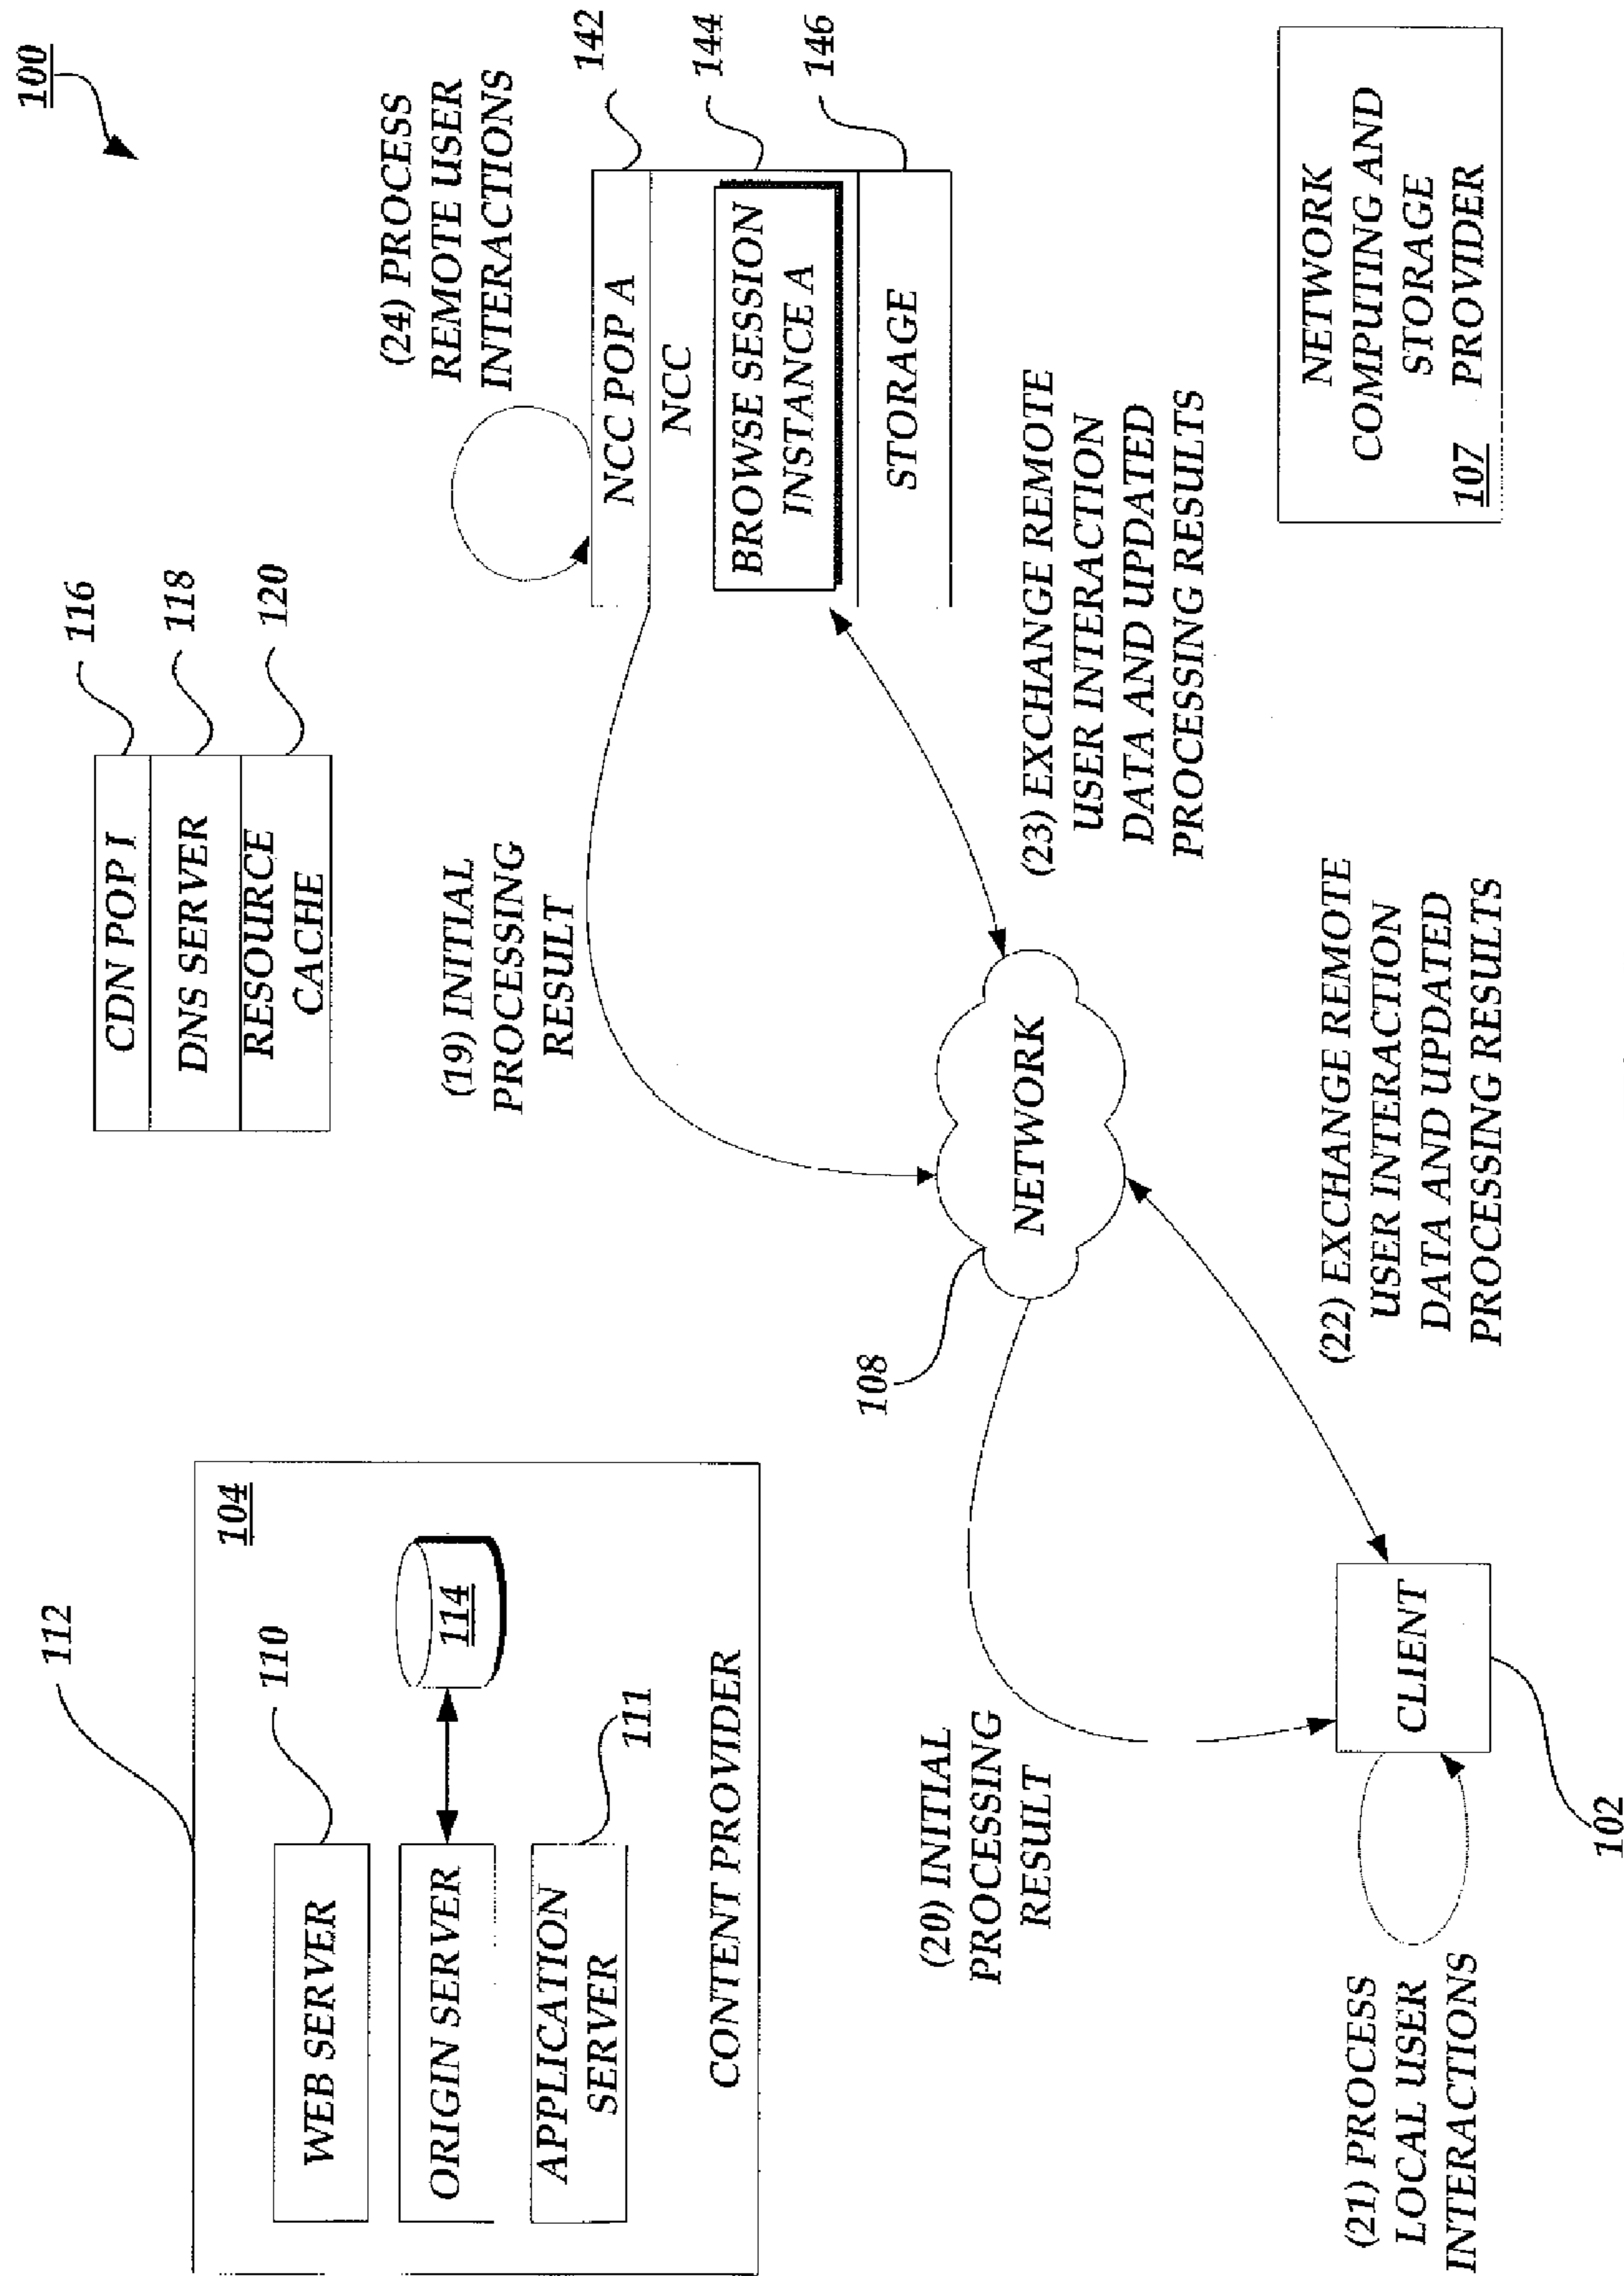 100
112
104
110
WEB SERVER
ORIGIN SERVER
114
APPLICATION
SERVER
111
CONTENT PROVIDER
CDN POP I
DNS SERVER
RESOURCE
CACHE
116
118
120
(24) PROCESS
REMOTE USER
INTERACTIONS
NCC POP A
NCC
BROWSE SESSION
INSTANCE A
STORAGE
142
144
146
(19) INITIAL
PROCESSING
RESULT
108
NETWORK
(20) INITIAL
PROCESSING
RESULT
(23) EXCHANGE REMOTE
USER INTERACTION
DATA AND UPDATED
PROCESSING RESULTS
(22) EXCHANGE REMOTE
USER INTERACTION
DATA AND UPDATED
PROCESSING RESULTS
(21) PROCESS
LOCAL USER
INTERACTIONS
CLIENT
102
NETWORK
COMPUTING AND
STORAGE
PROVIDER
107